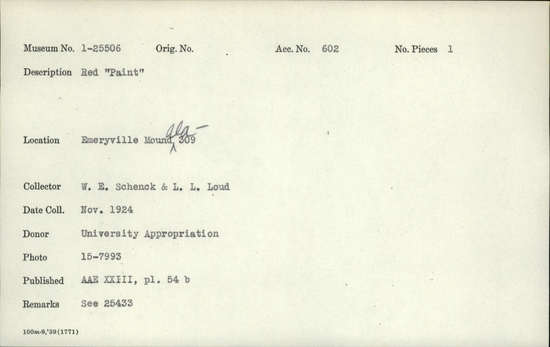 Museum No. 1-25506 Orig. No. Acc. No. 602 No. Pieces 1
Description Red "Paint"
Location Emeryville Mound, Ala-309
Collector W. E. Schenck & L. L. Loud
Date Coll. Nov. 1924
Donor University Appropriation
Photo 15-7993
Published AAE XXIII, pl. 54 b
Remarks See 25433
100m-9,'39(1771)